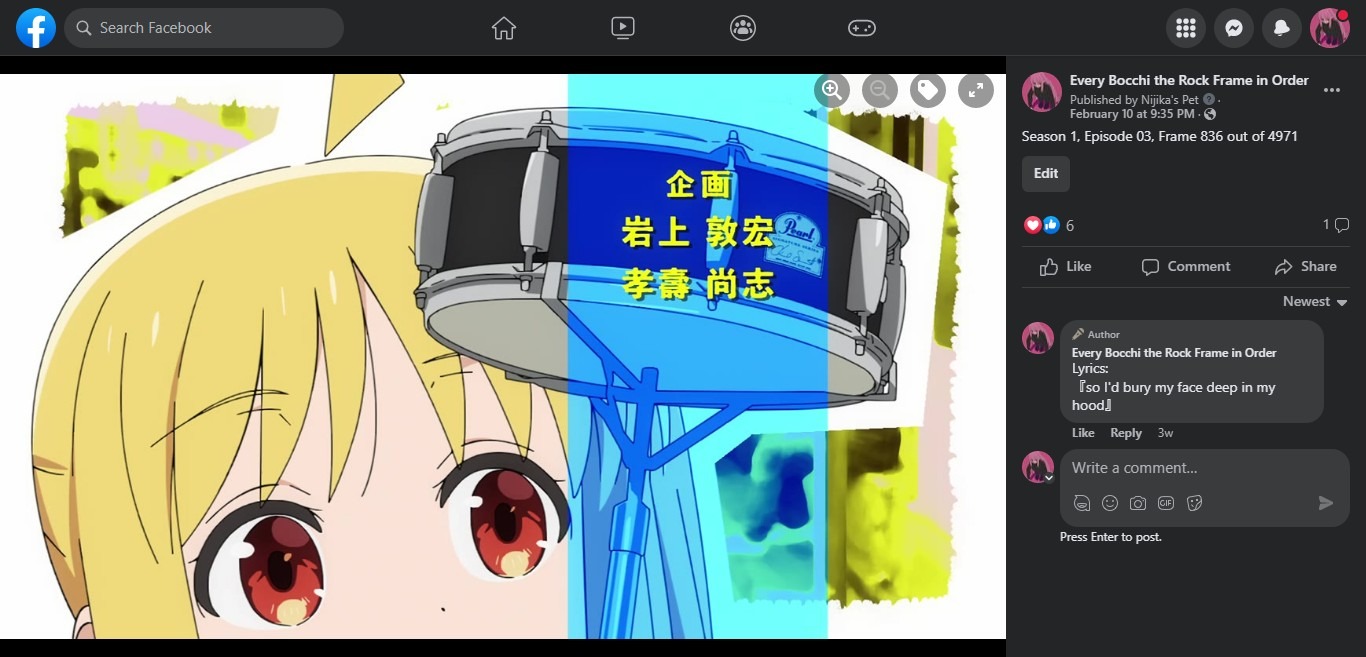 Search Facebook
企画
岩上 敦宏
孝壽 尚志
Pearl
Every Bocchi the Rock Frame in Order
Published by Nijika's Pet ·
February 10 at 9:35 PM ·
Season 1, Episode 03, Frame 836 out of 4971
Edit
6
1
Like
Comment
Share
Newest
Author
Every Bocchi the Rock Frame in Order
Lyrics:
『so I'd bury my face deep in my
hood』
Like Reply 3w
Write a comment...
GIF
Press Enter to post.